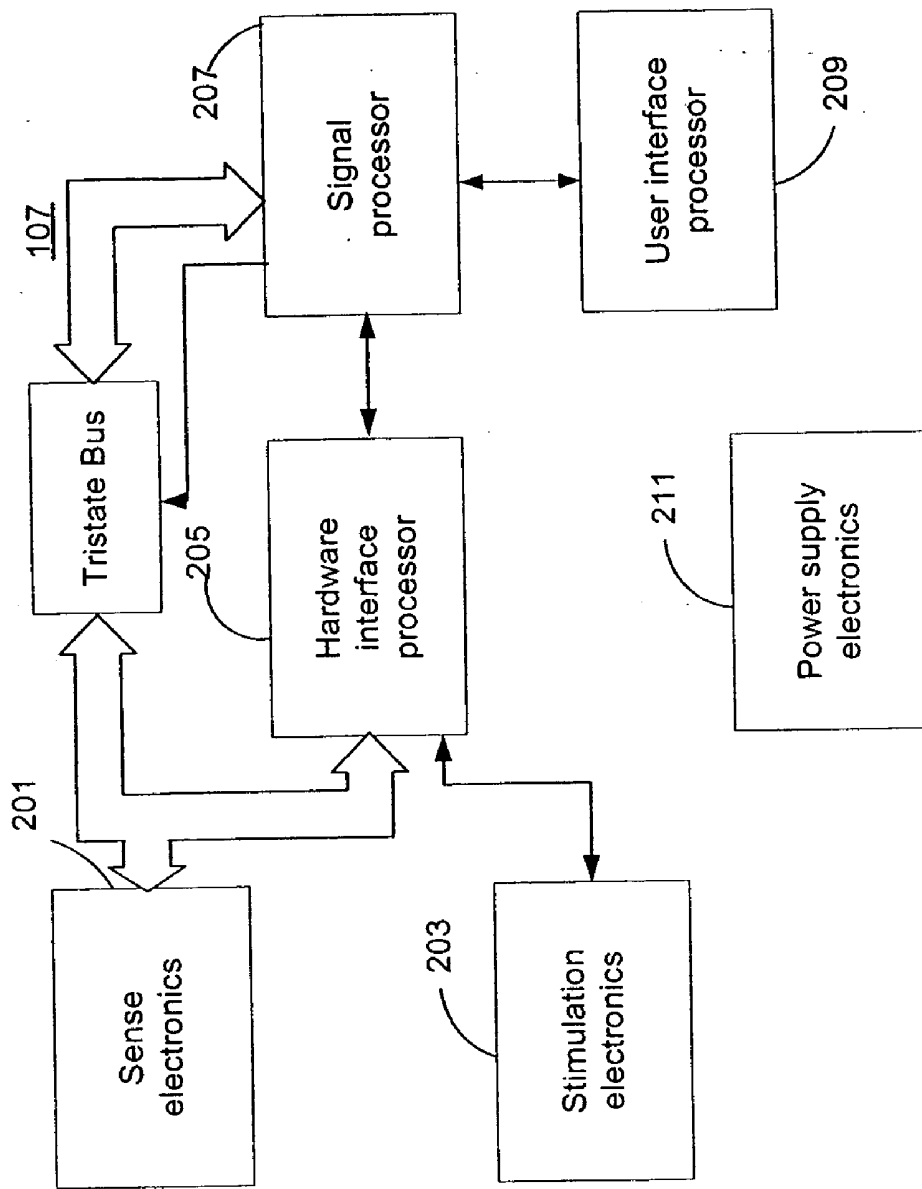 107
201
Sense
electronics
Tristate Bus
207
Signal
processor
205
Hardware
interface
processor
203
Stimulation
electronics
User interface
processor
209
211
Power supply
electronics